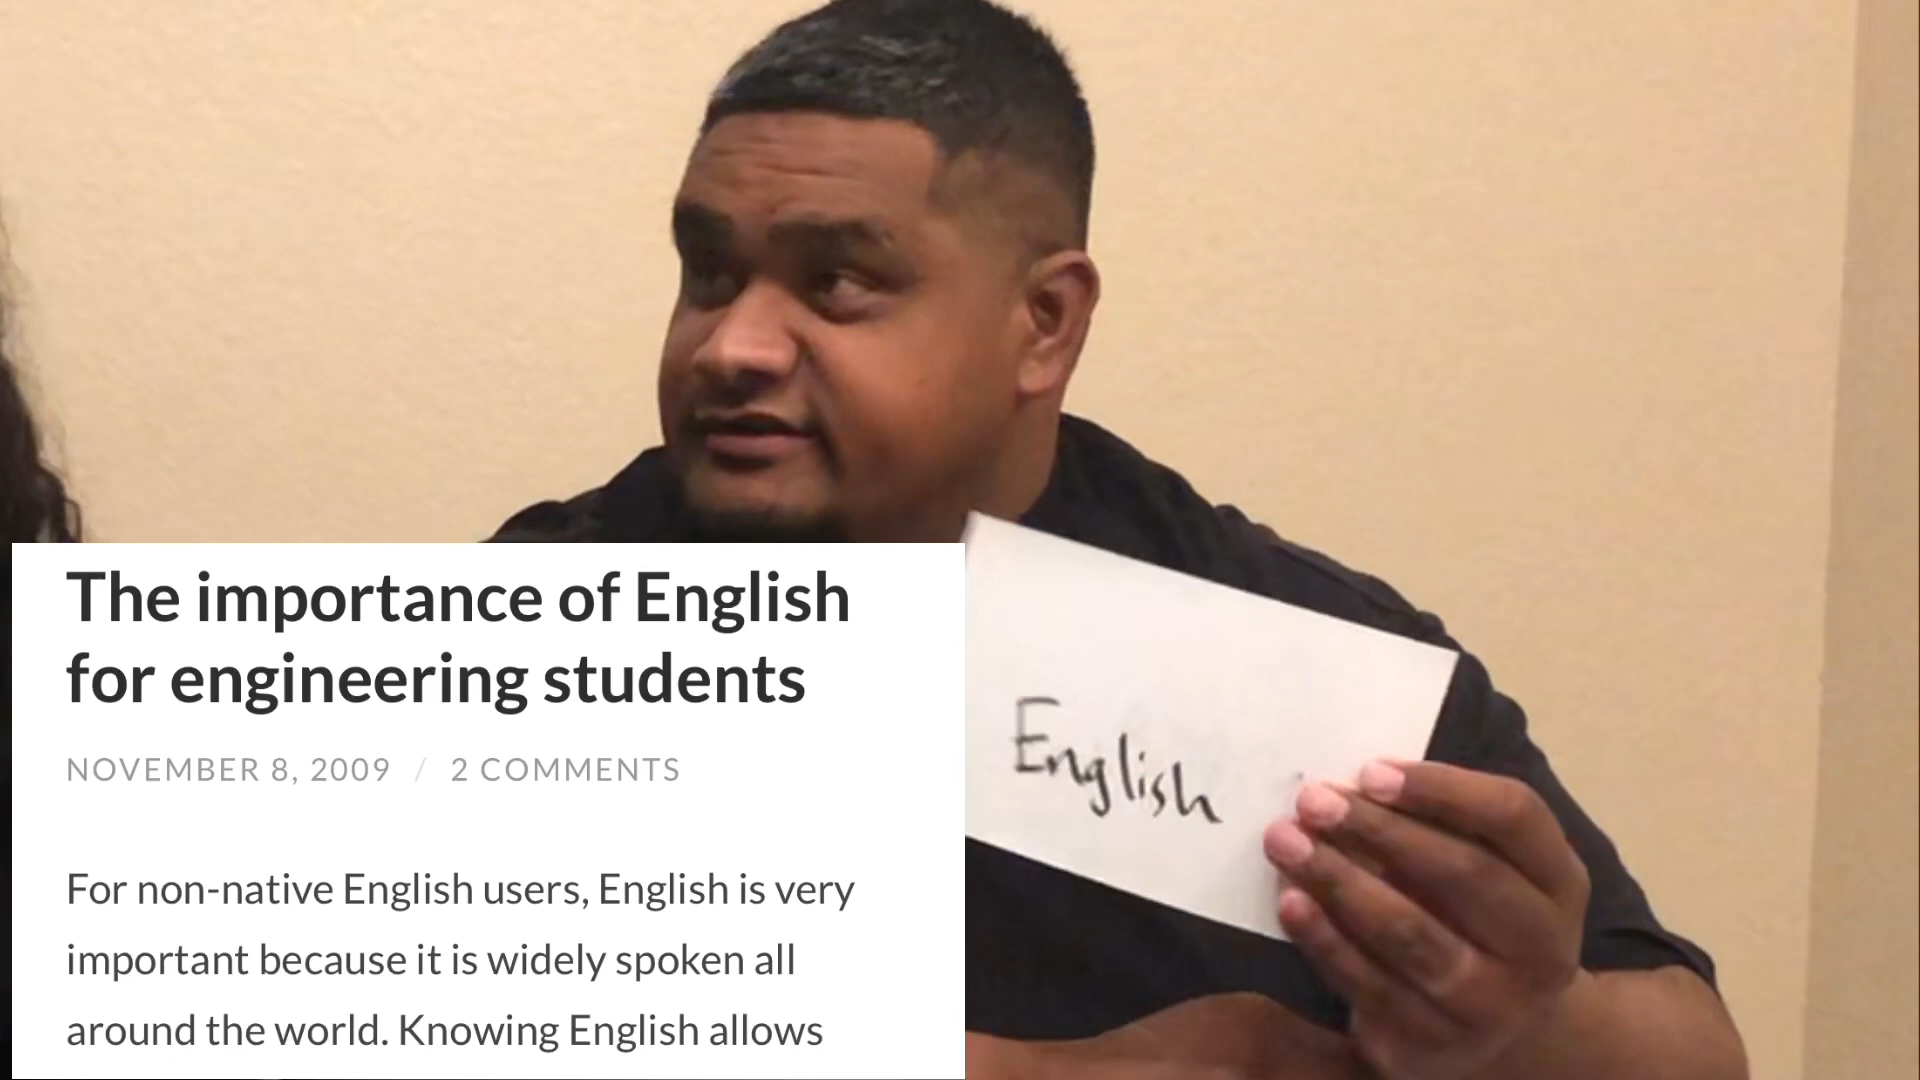 The importance of English
for engineering students
NOVEMBER 8, 2009 / 2 COMMENTS
For non-native English users, English is very
important because it is widely spoken all
around the world. Knowing English allows
English